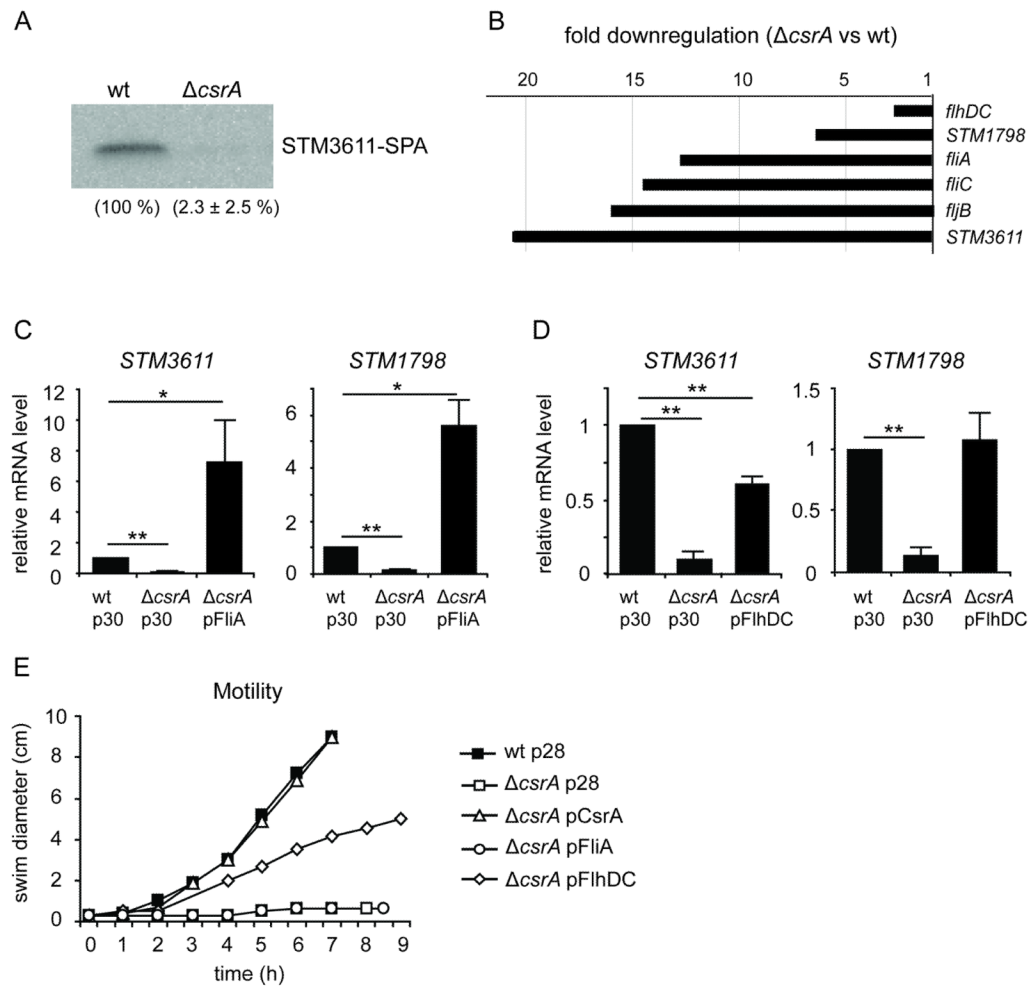 A
wt ΔcsrA
STM3611-SPA
(100 %) (2.3 ± 2.5 %)
B
fold downregulation (ΔcsrA vs wt)
20 15 10 5 1
flhDC
STM1798
fliA
fliC
fljB
STM3611
C
STM3611
relative mRNA level
12
10
8
6
4
2
0
*
**
wt p30
ΔcsrA p30
ΔcsrA pFliA
STM1798
6
4
2
0
*
**
wt p30
ΔcsrA p30
ΔcsrA pFliA
D
STM3611
relative mRNA level
1
0.5
0
**
**
wt p30
ΔcsrA p30
ΔcsrA pFlhDC
STM1798
1.5
1
0.5
0
**
wt p30
ΔcsrA p30
ΔcsrA pFlhDC
E
Motility
swim diameter (cm)
10
8
6
4
2
0
0 1 2 3 4 5 6 7 8 9
time (h)
wt p28
ΔcsrA p28
ΔcsrA pCsrA
ΔcsrA pFliA
ΔcsrA pFlhDC